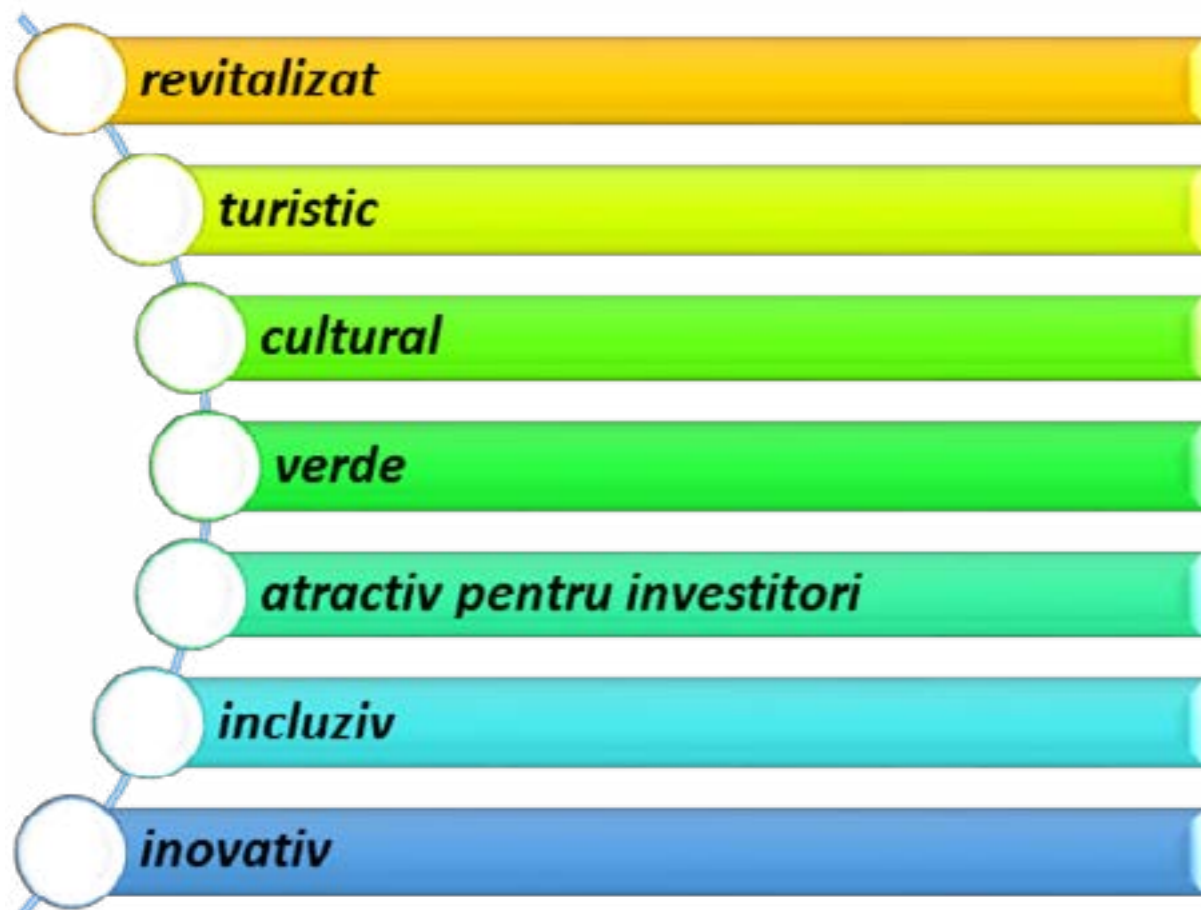 revitalizat
turistic
cultural
verde
atractiv pentru investitori
incluziv
inovativ